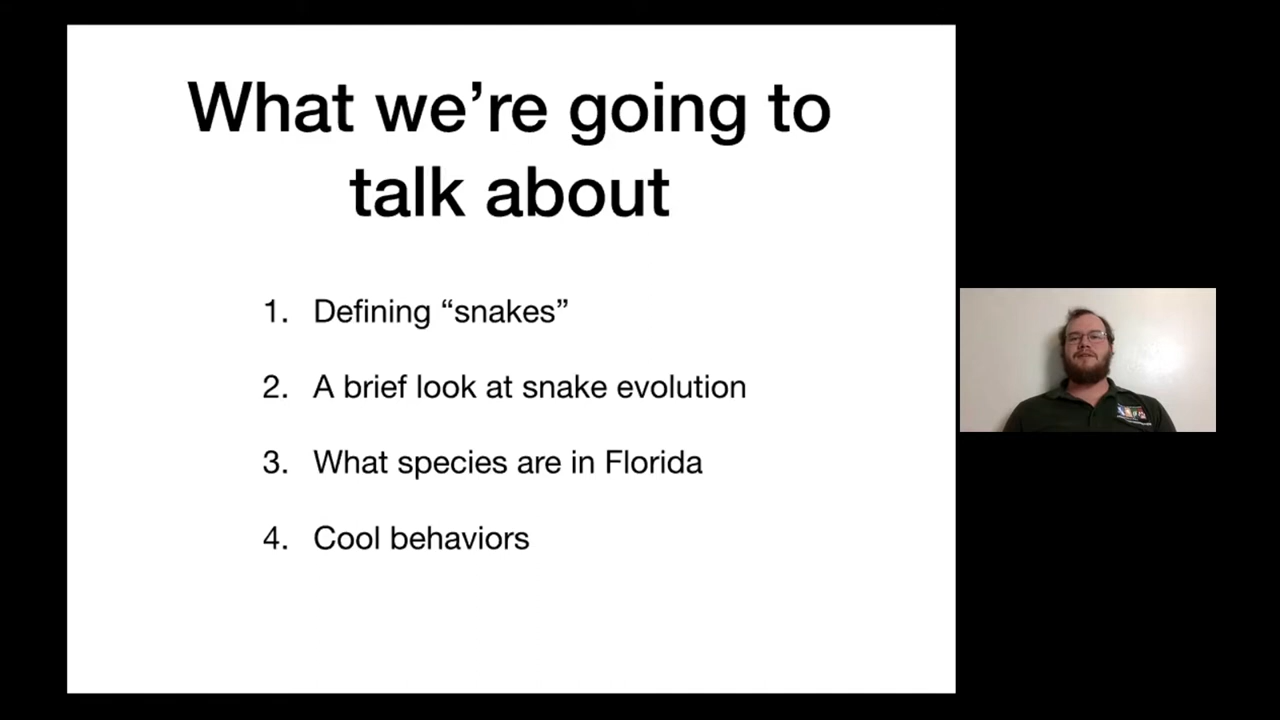 What we’re going to
talk about
1. Defining “snakes”
2. A brief look at snake evolution
3. What species are in Florida
4. Cool behaviors